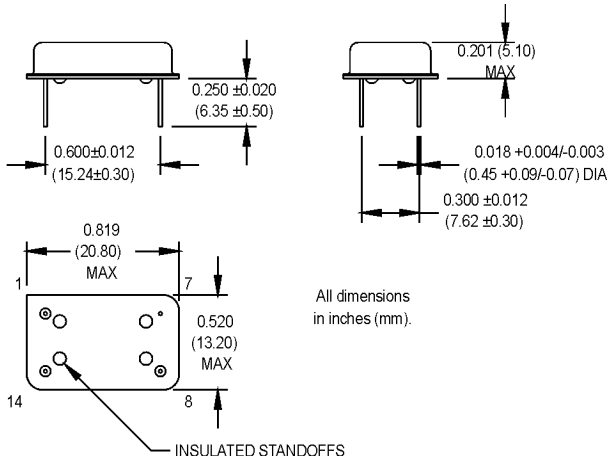 0.250 ±0.020
(6.35 ±0.50)
0.600±0.012
(15.24±0.30)
0.201 (5.10)
MAX
0.018 +0.004/-0.003
(0.45 +0.09/-0.07) DIA
0.300 ±0.012
(7.62 ±0.30)
0.819
(20.80)
MAX
1
7
0.520
(13.20)
MAX
14
8
All dimensions
in inches (mm).
INSULATED STANDOFFS